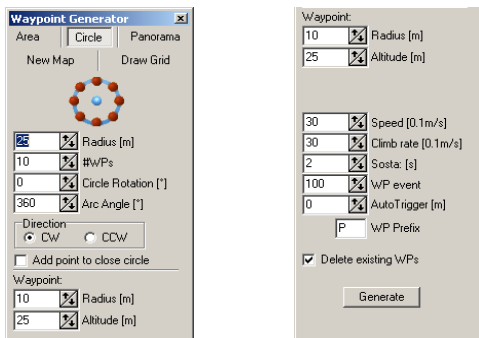 Waypoint Generator x
Area Circle Panorama
New Map Draw Grid
25 Radius [m]
10 #WPs
0 Circle Rotation [°]
360 Arc Angle [°]
Direction
CW CCW
Add point to close circle
Waypoint:
10 Radius [m]
25 Altitude [m]
Waypoint:
10 Radius [m]
25 Altitude [m]
30 Speed [0.1m/s]
30 Climb rate [0.1m/s]
2 Sosta: [s]
100 WP event
0 AutoTrigger [m]
P WP Prefix
Delete existing WPs
Generate